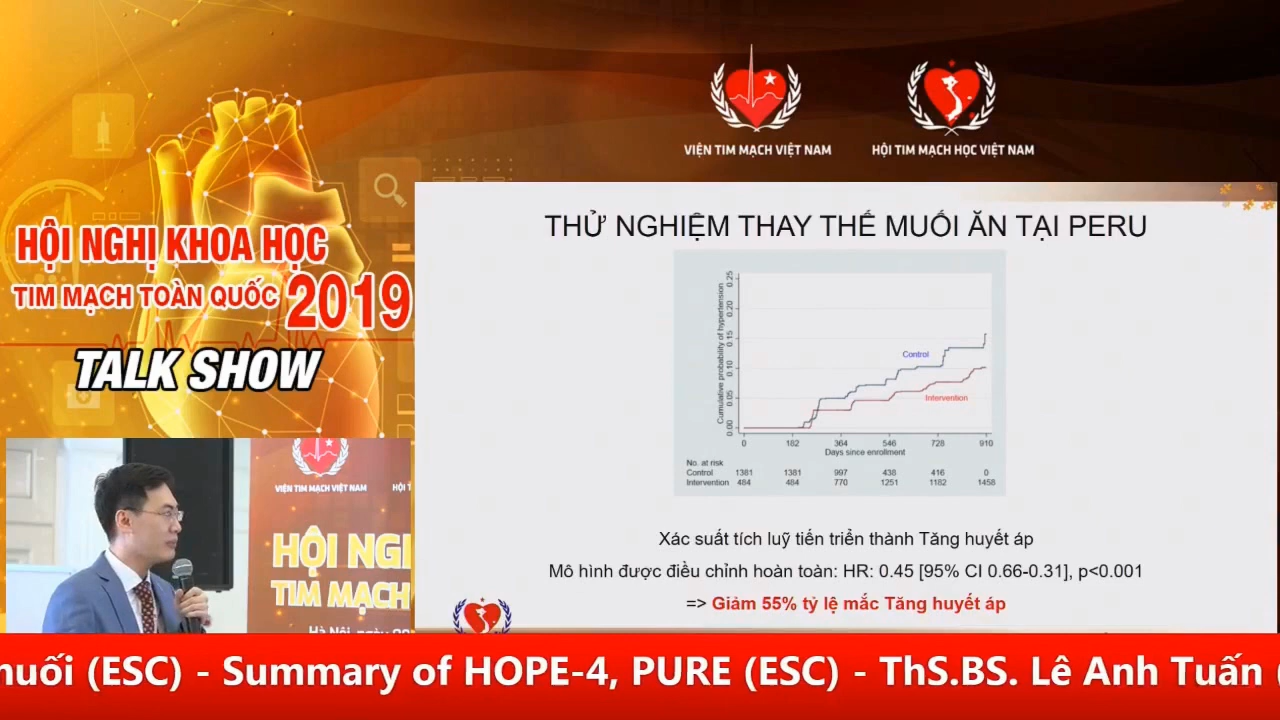 VIỆN TIM MẠCH VIỆT NAM
HỘI TIM MẠCH HỌC VIỆT NAM
HỘI NGHỊ KHOA HỌC
TIM MẠCH TOÀN QUỐC 2019
TALK SHOW
THỬ NGHIỆM THAY THẾ MUỐI ĂN TẠI PERU
Cumulative probability of hypertension
0.25
0.20
0.15
0.10
0.05
0.00
Control
Intervention
0 182 364 546 728 910
Days since enrollment
No. at risk
Control 1381 1381 997 438 416 0
Intervention 484 484 770 1251 1182 1458
Xác suất tích luỹ tiến triển thành Tăng huyết áp
Mô hình được điều chỉnh hoàn toàn: HR: 0.45 [95% CI 0.66-0.31], p<0.001
=> Giảm 55% tỷ lệ mắc Tăng huyết áp
VIỆN TIM MẠCH VIỆT NAM
HỘI
HỘI NGHỊ
TIM MẠCH
Hà Nội, ngày
muối (ESC) - Summary of HOPE-4, PURE (ESC) - ThS.BS. Lê Anh Tuấn (